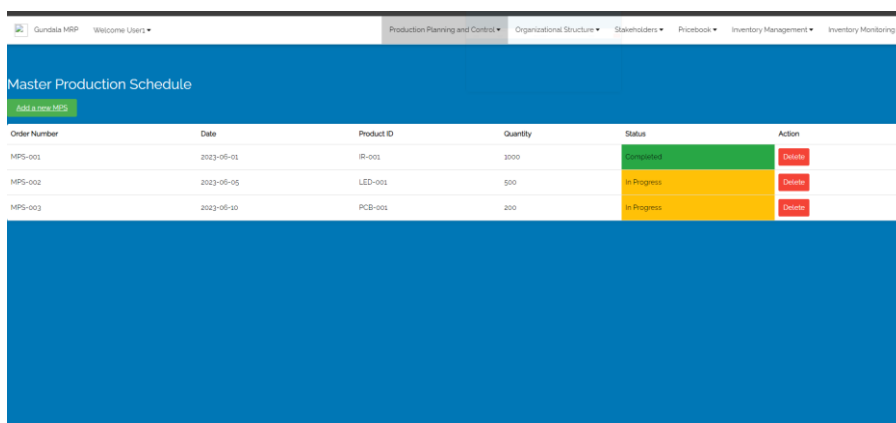 Gundala MRP Welcome User1 Production Planning and Control Organizational Structure Stakeholders Pricebook Inventory Management Inventory Monitoring
Master Production Schedule
Add a new MPS
Order Number Date Product ID Quantity Status Action
MPS-001 2023-06-01 IR-001 1000 Completed Delete
MPS-002 2023-06-05 LED-001 500 In Progress Delete
MPS-003 2023-06-10 PCB-001 200 In Progress Delete